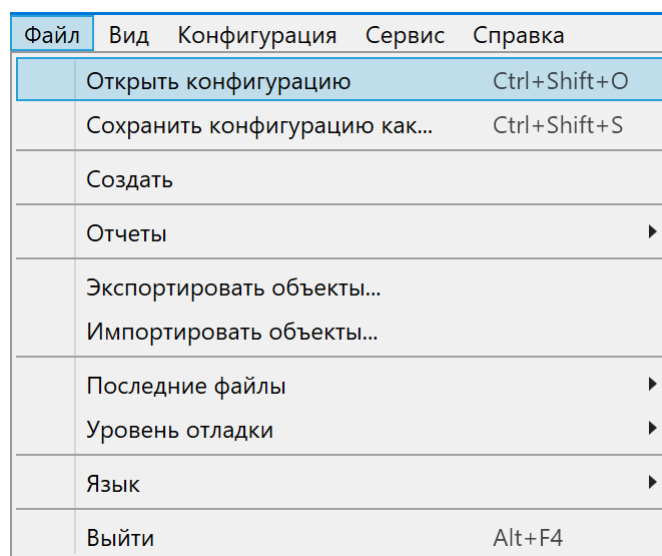 Файл Вид Конфигурация Сервис Справка
Открыть конфигурацию Ctrl+Shift+O
Сохранить конфигурацию как... Ctrl+Shift+S
Создать
Отчеты
Экспортировать объекты...
Импортировать объекты...
Последние файлы
Уровень отладки
Язык
Выйти Alt+F4